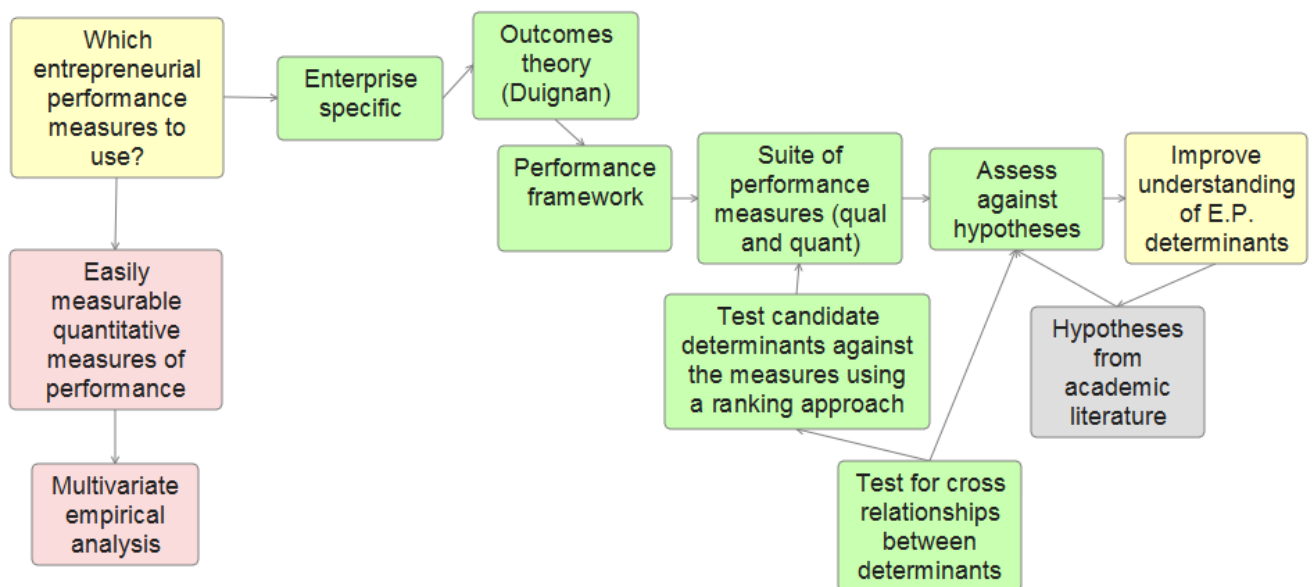 Which
entrepreneurial
performance
measures to
use?
Enterprise
specific
Outcomes
theory
(Duignan)
Performance
framework
Suite of
performance
measures (qual
and quant)
Assess
against
hypotheses
Improve
understanding
of E.P.
determinants
Easily
measurable
quantitative
measures of
performance
Test candidate
determinants against
the measures using
a ranking approach
Hypotheses
from
academic
literature
Multivariate
empirical
analysis
Test for cross
relationships
between
determinants